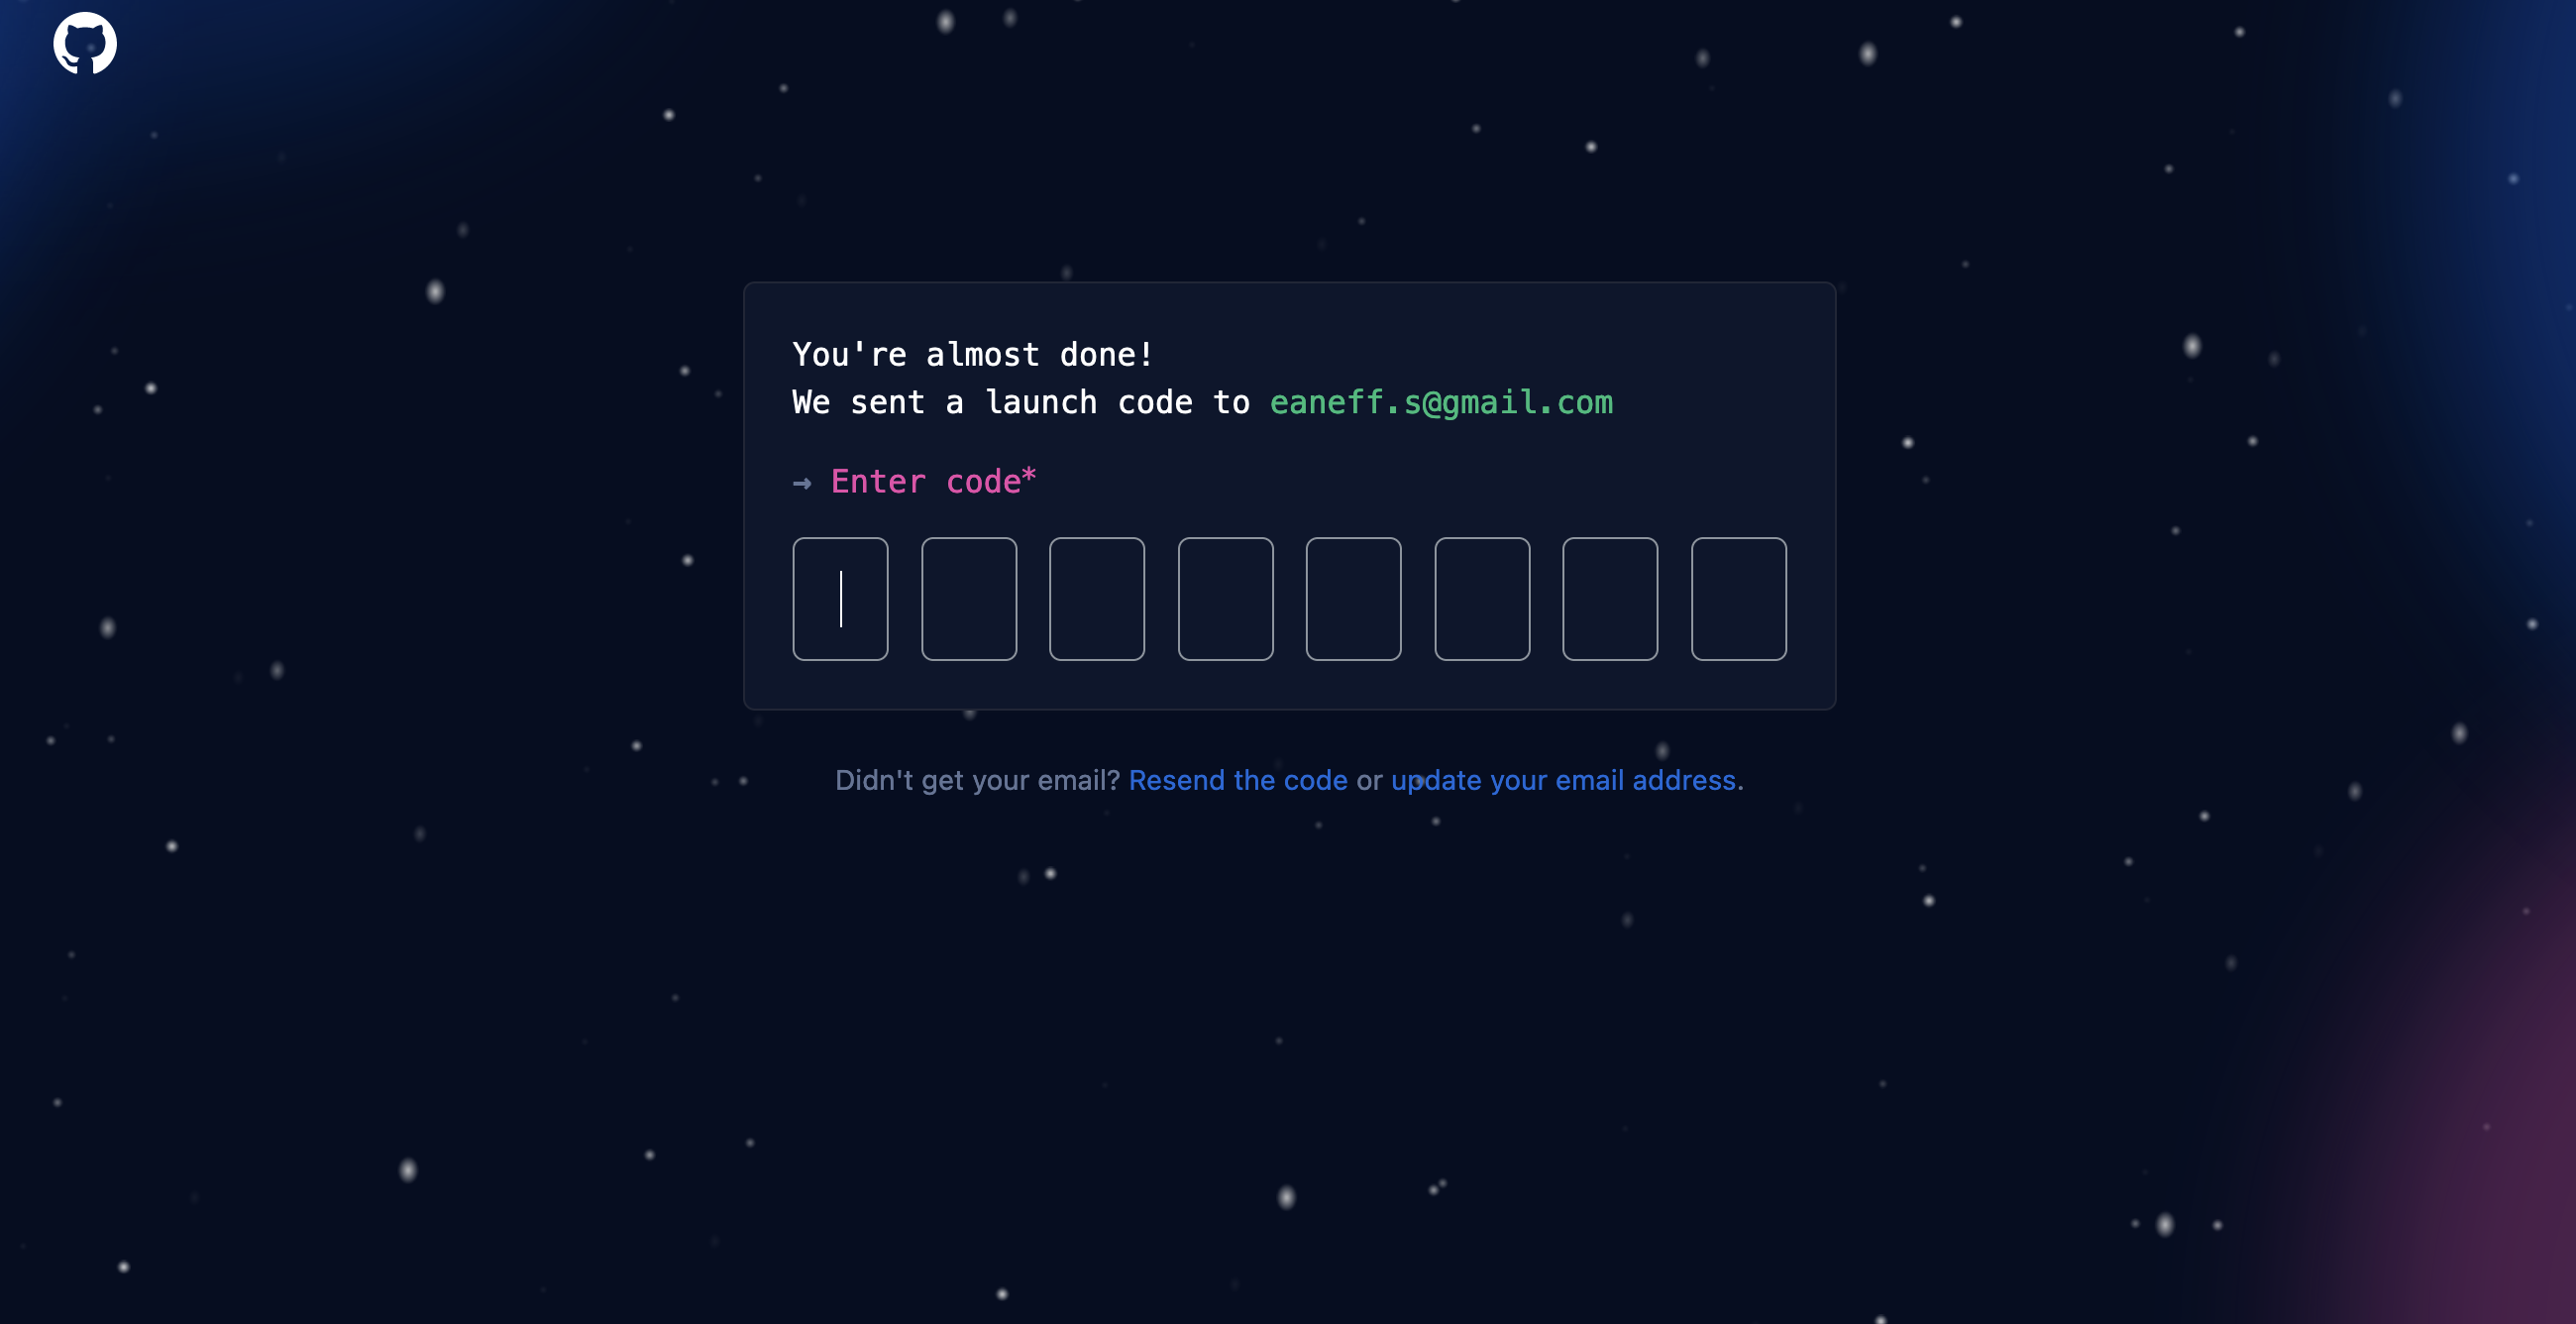 You're almost done!
We sent a launch code to eaneff.s@gmail.com
→ Enter code*
Didn't get your email? Resend the code or update your email address.